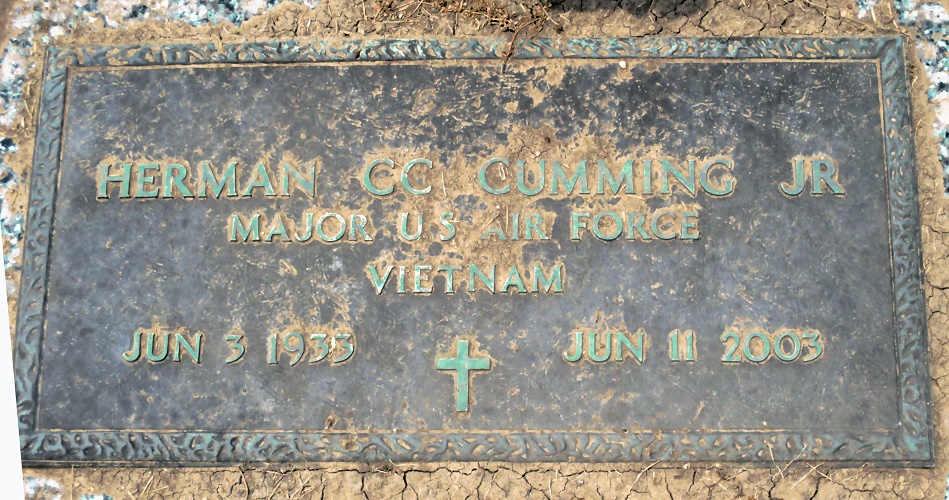 HERMAN CC CUMMING JR
MAJOR US AIR FORCE
VIETNAM
JUN 3 1933 JUN 11 2003